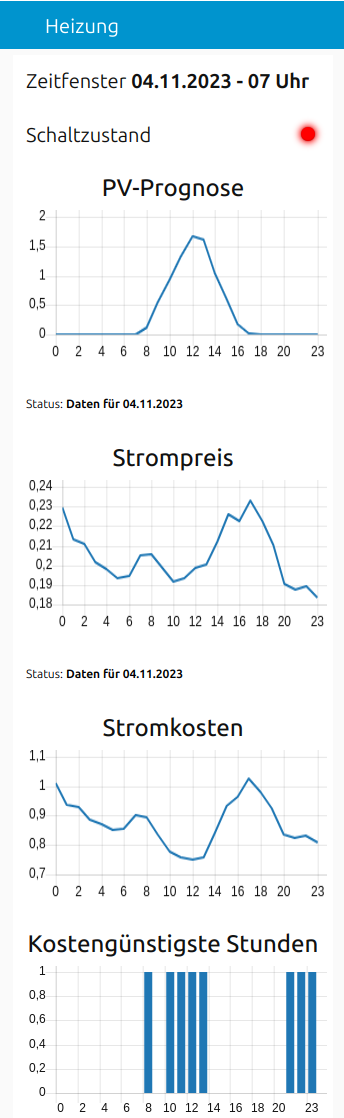 Heizung
Zeitfenster 04.11.2023 - 07 Uhr
Schaltzustand
PV-Prognose
2
1,5
1
0,5
0
0 2 4 6 8 10 12 14 16 18 20 23
Status: Daten für 04.11.2023
Strompreis
0,24
0,23
0,22
0,21
0,2
0,19
0,18
0 2 4 6 8 10 12 14 16 18 20 23
Status: Daten für 04.11.2023
Stromkosten
1,1
1
0,9
0,8
0,7
0 2 4 6 8 10 12 14 16 18 20 23
Kostengünstigste Stunden
1
0,8
0,6
0,4
0,2
0
0 2 4 6 8 10 12 14 16 18 20 23